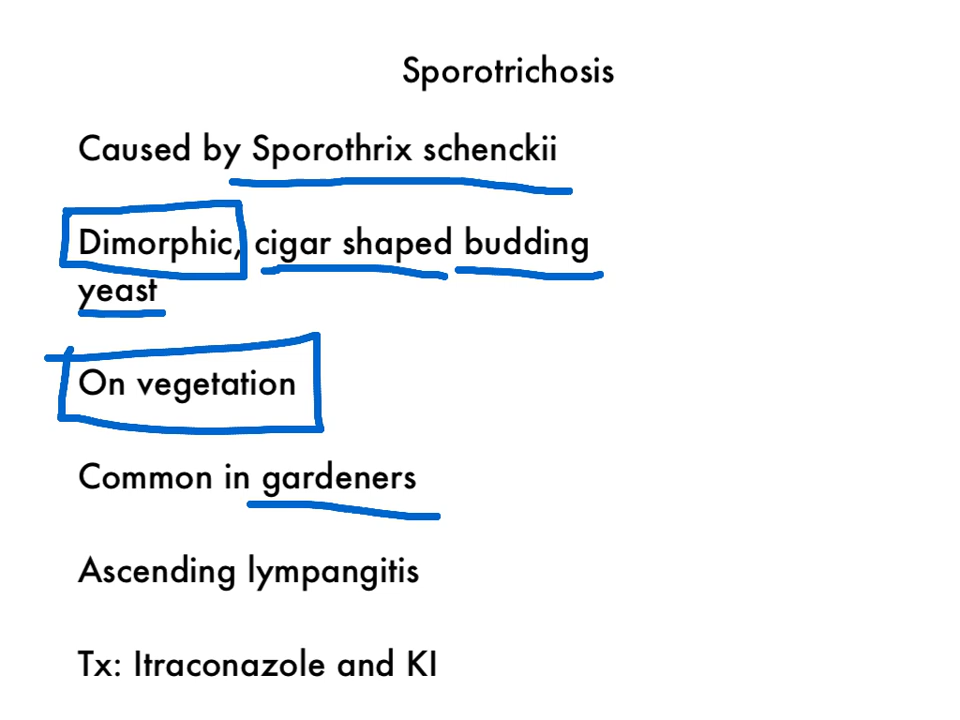 Sporotrichosis
Caused by Sporothrix schenckii
Dimorphic, cigar shaped budding
yeast
On vegetation
Common in gardeners
Ascending lympangitis
Tx: Itraconazole and KI